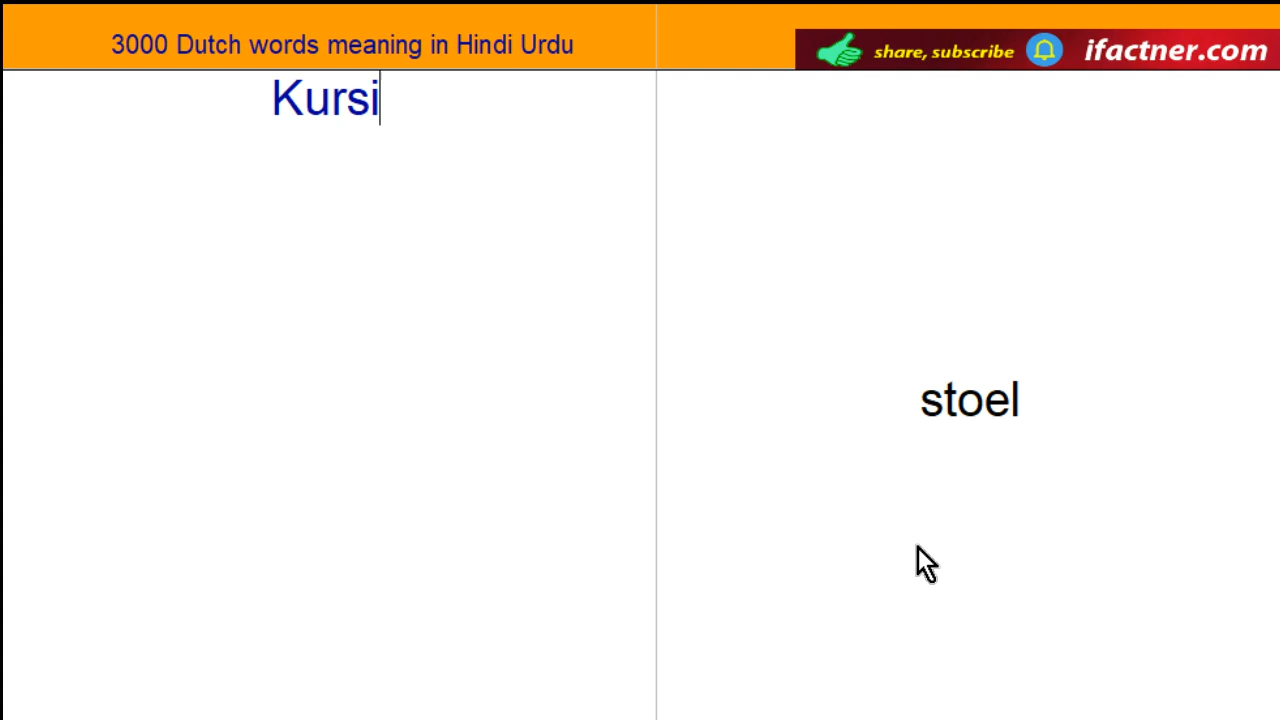 3000 Dutch words meaning in Hindi Urdu
share, subscribe
ifactner.com
Kursi
stoel